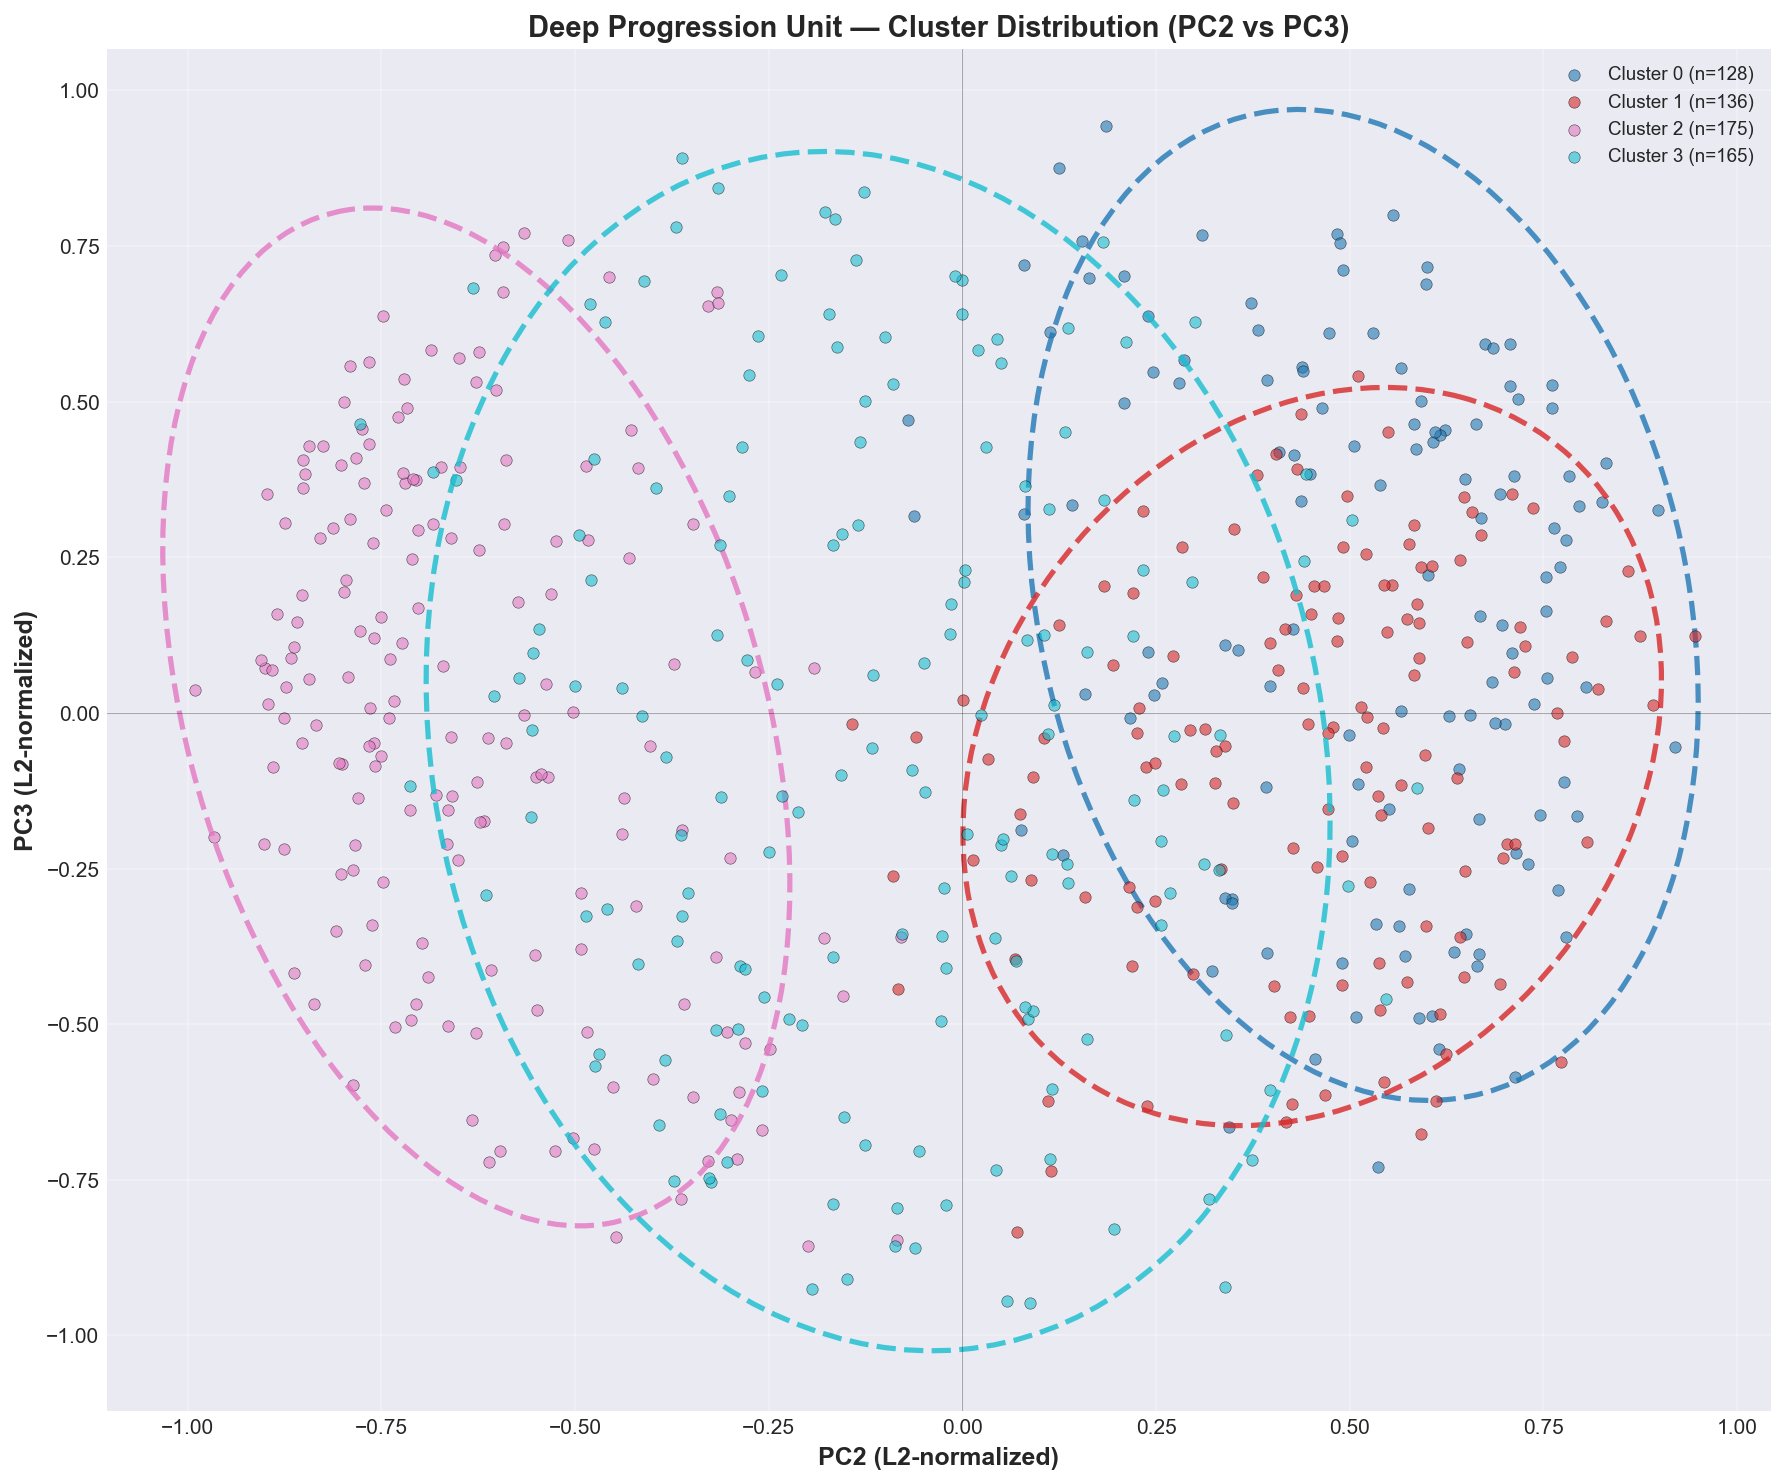 Deep Progression Unit — Cluster Distribution (PC2 vs PC3)
Cluster 0 (n=128)
Cluster 1 (n=136)
Cluster 2 (n=175)
Cluster 3 (n=165)
PC3 (L2-normalized)
1.00
0.75
0.50
0.25
0.00
−0.25
−0.50
−0.75
−1.00
−1.00 −0.75 −0.50 −0.25 0.00 0.25 0.50 0.75 1.00
PC2 (L2-normalized)